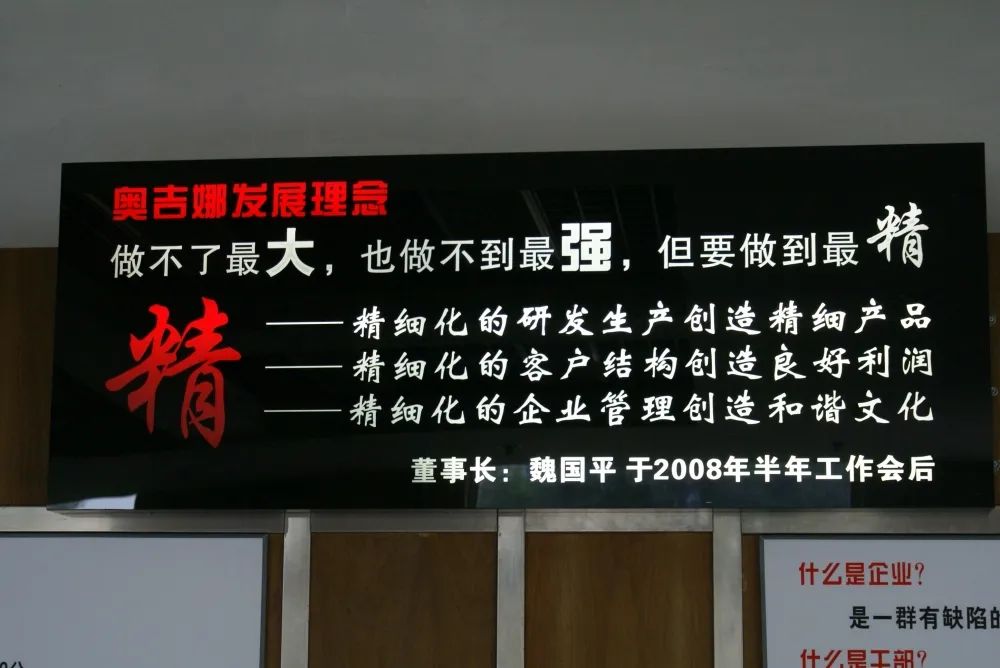 奥吉娜发展理念
做不了最大，也做不到最强，但要做到最精
精
——精细化的研发生产创造精细产品
——精细化的客户结构创造良好利润
——精细化的企业管理创造和谐文化
董事长：魏国平 于2008年半年工作会后
什么是企业？
是一群有缺陷的
什么是干部？